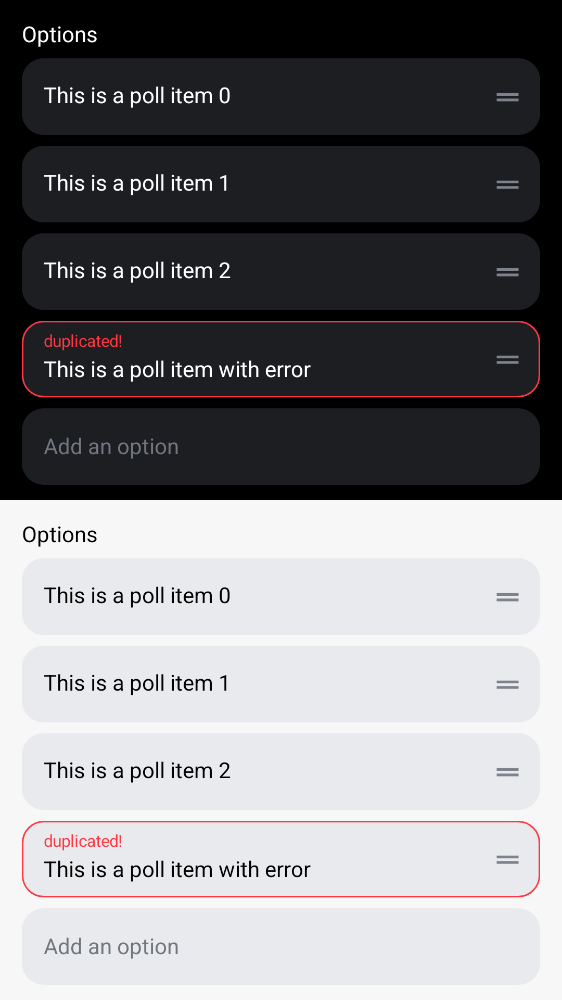 Options
This is a poll item 0
This is a poll item 1
This is a poll item 2
duplicated!
This is a poll item with error
Add an option
Options
This is a poll item 0
This is a poll item 1
This is a poll item 2
duplicated!
This is a poll item with error
Add an option